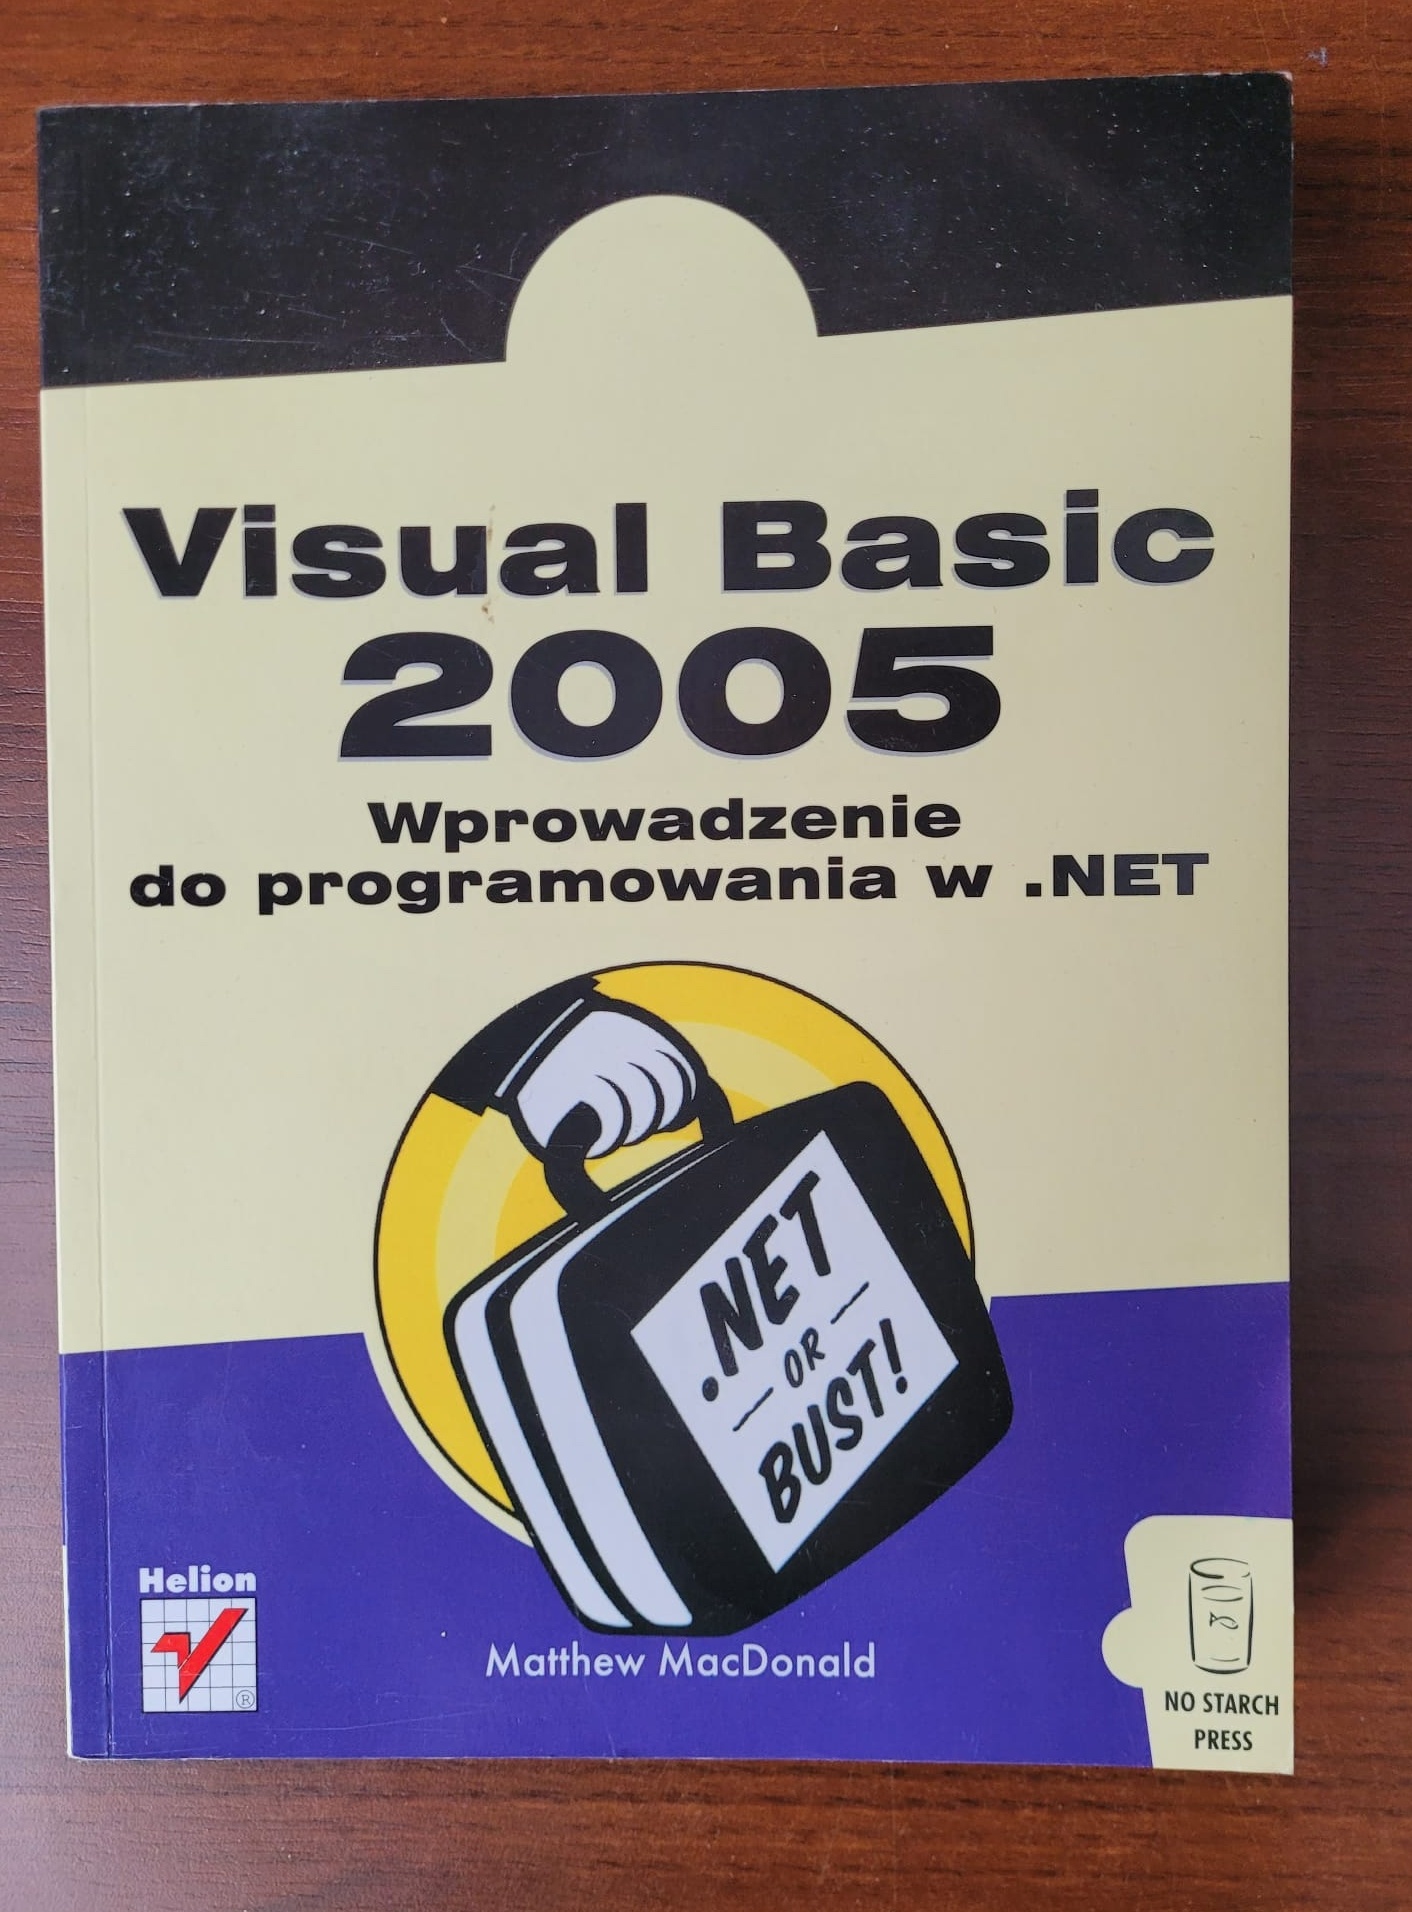 Visual Basic
2005
Wprowadzenie
do programowania w .NET
.NET
OR
BUST!
Helion
®
Matthew MacDonald
NO STARCH
PRESS